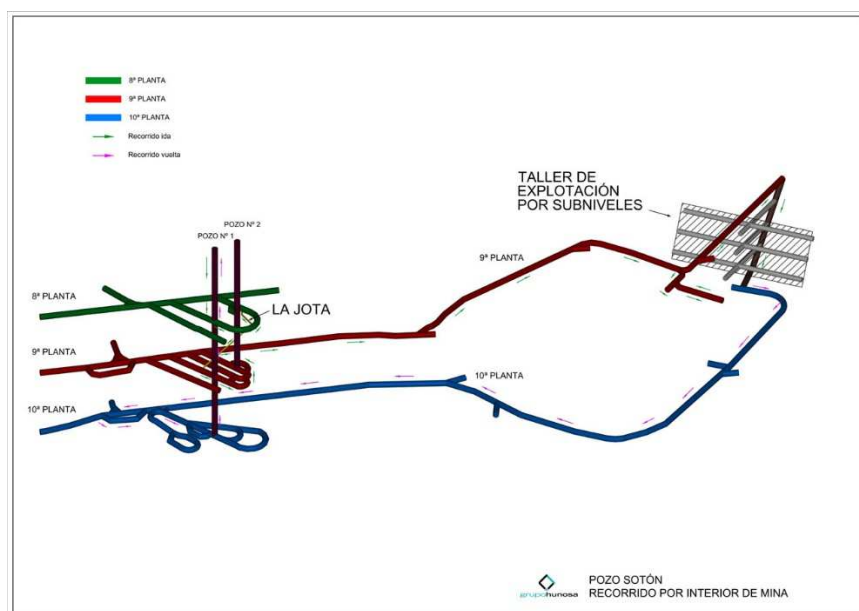 8ª PLANTA
9ª PLANTA
10ª PLANTA
Recorrido ida
Recorrido vuelta
TALLER DE
EXPLOTACIÓN
POR SUBNIVELES
POZO Nº 2
POZO Nº 1
9ª PLANTA
8ª PLANTA
LA JOTA
9ª PLANTA
10ª PLANTA
10ª PLANTA
grupohunosa
POZO SOTÓN
RECORRIDO POR INTERIOR DE MINA